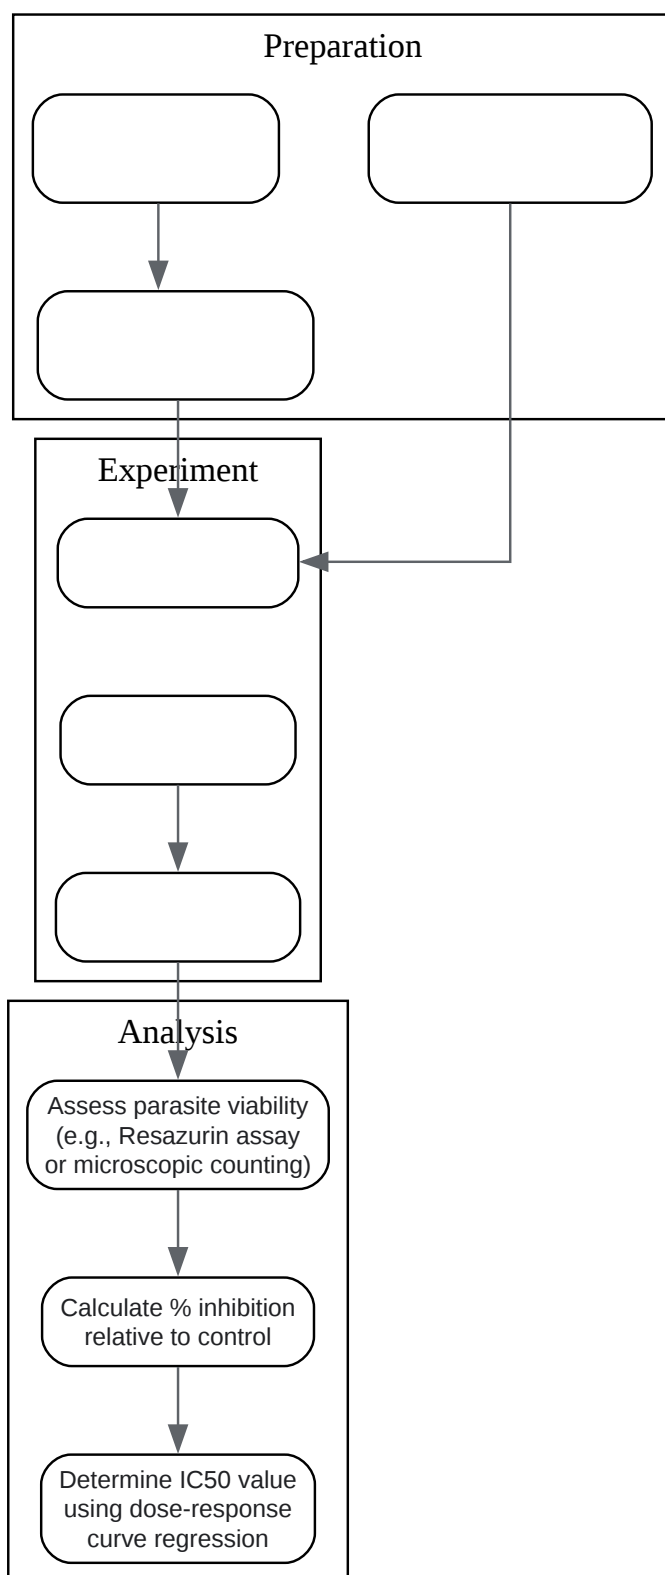 Preparation
Experiment
Analysis
Assess parasite viability
(e.g., Resazurin assay
or microscopic counting)
Calculate % inhibition
relative to control
Determine IC50 value
using dose-response
curve regression